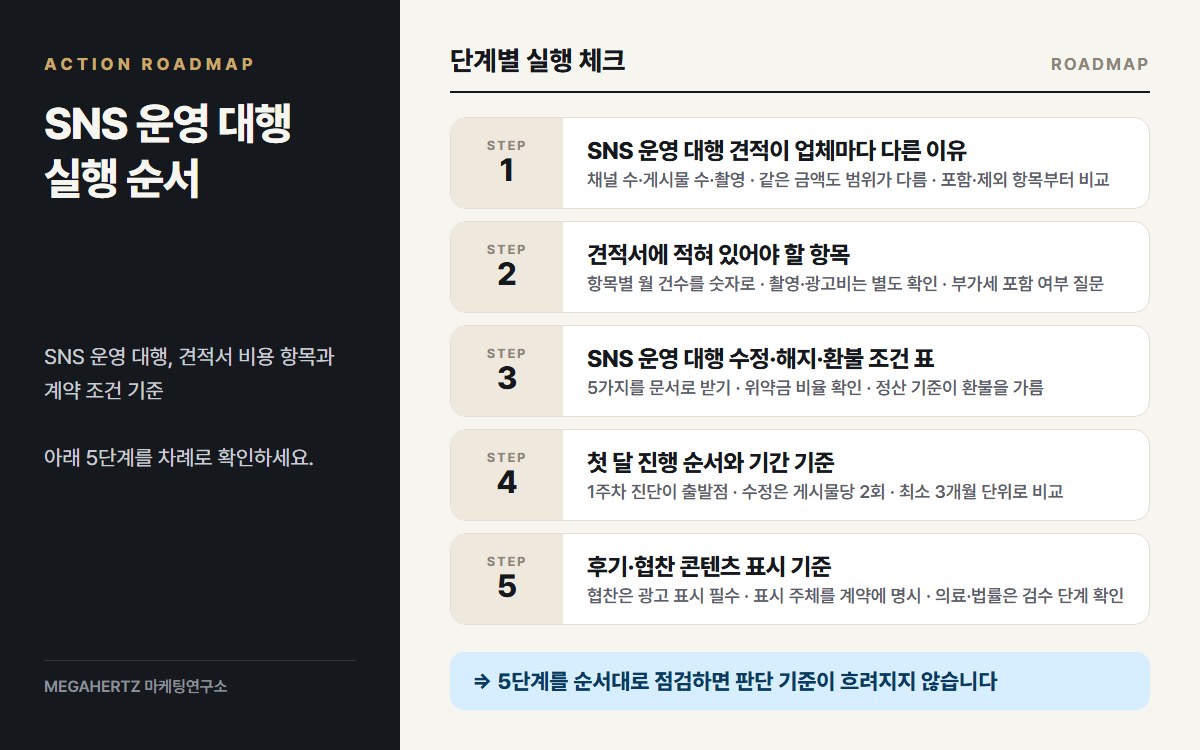 ACTION ROADMAP
SNS 운영 대행
실행 순서
SNS 운영 대행, 견적서 비용 항목과
계약 조건 기준
아래 5단계를 차례로 확인하세요.
MEGAHERTZ 마케팅연구소
단계별 실행 체크
ROADMAP
STEP
1
SNS 운영 대행 견적이 업체마다 다른 이유
채널 수·게시물 수·촬영 · 같은 금액도 범위가 다름 · 포함·제외 항목부터 비교
STEP
2
견적서에 적혀 있어야 할 항목
항목별 월 건수를 숫자로 · 촬영·광고비는 별도 확인 · 부가세 포함 여부 질문
STEP
3
SNS 운영 대행 수정·해지·환불 조건 표
5가지를 문서로 받기 · 위약금 비율 확인 · 정산 기준이 환불을 가름
STEP
4
첫 달 진행 순서와 기간 기준
1주차 진단이 출발점 · 수정은 게시물당 2회 · 최소 3개월 단위로 비교
STEP
5
후기·협찬 콘텐츠 표시 기준
협찬은 광고 표시 필수 · 표시 주체를 계약에 명시 · 의료·법률은 검수 단계 확인
→ 5단계를 순서대로 점검하면 판단 기준이 흐려지지 않습니다